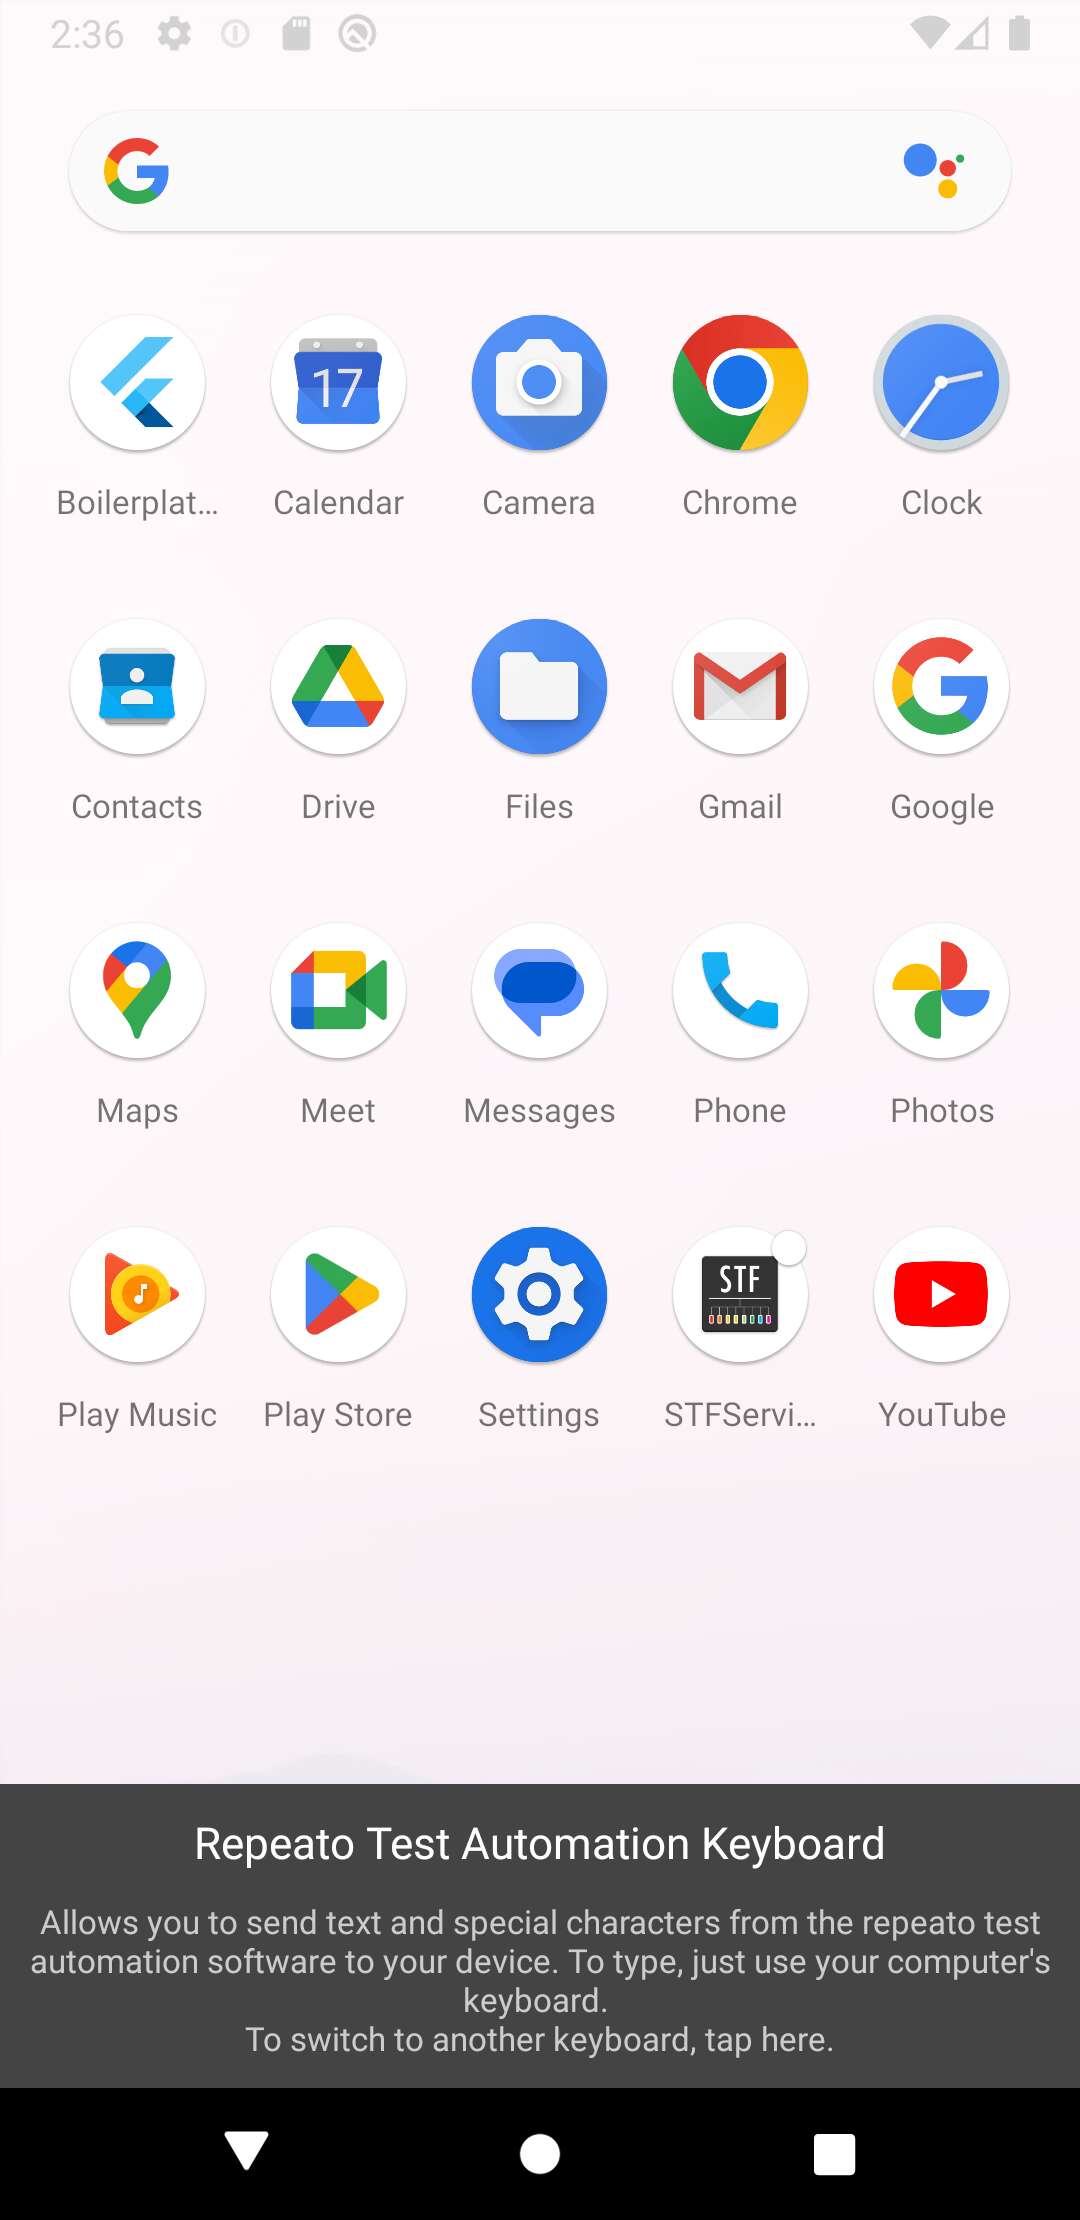 2:36
Boilerplat…
Calendar
Camera
Chrome
Clock
17
Contacts
Drive
Files
Gmail
Google
Maps
Meet
Messages
Phone
Photos
STF
Play Music
Play Store
Settings
STFServi…
YouTube
Repeato Test Automation Keyboard
Allows you to send text and special characters from the repeato test
automation software to your device. To type, just use your computer's
keyboard.
To switch to another keyboard, tap here.